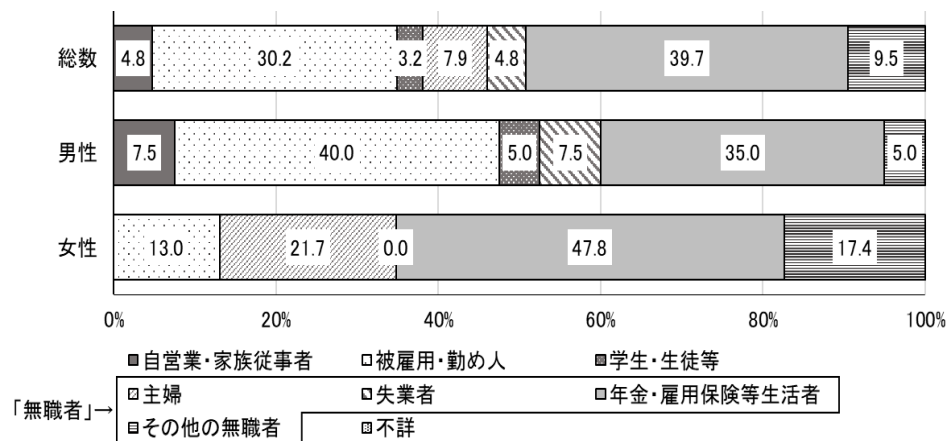 総数 4.8 30.2 3.2 7.9 4.8 39.7 9.5
男性 7.5 40.0 5.0 7.5 35.0 5.0
女性 13.0 21.7 0.0 47.8 17.4
0% 20% 40% 60% 80% 100%
■自営業・家族従事者 □被雇用・勤め人 ■学生・生徒等
「無職者」→ 主婦 失業者 年金・雇用保険等生活者
その他の無職者 不詳